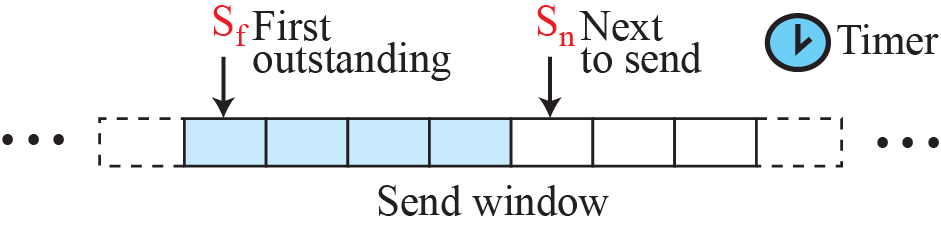 Sf First
outstanding
Sn Next
to send
Timer
Send window